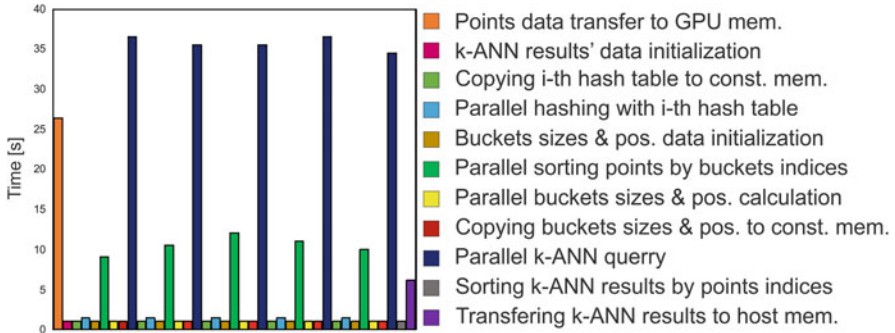 40
35
30
25
20
15
10
5
0
Time [s]
Points data transfer to GPU mem.
k-ANN results' data initialization
Copying i-th hash table to const. mem.
Parallel hashing with i-th hash table
Buckets sizes & pos. data initialization
Parallel sorting points by buckets indices
Parallel buckets sizes & pos. calculation
Copying buckets sizes & pos. to const. mem.
Parallel k-ANN querry
Sorting k-ANN results by points indices
Transfering k-ANN results to host mem.